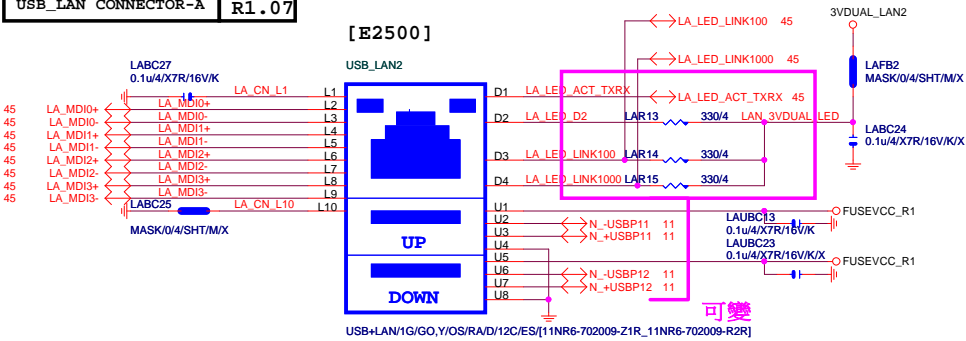 USB_LAN CONNECTOR-A R1.07
[E2500]
USB_LAN2
LABC27
0.1u/4/X7R/16V/K
LA_CN_L1 L1
45 LA_MDI0+ LA_MDI0+ L2
45 LA_MDI0- LA_MDI0- L3
45 LA_MDI1+ LA_MDI1+ L4
45 LA_MDI1- LA_MDI1- L5
45 LA_MDI2+ LA_MDI2+ L6
45 LA_MDI2- LA_MDI2- L7
45 LA_MDI3+ LA_MDI3+ L8
45 LA_MDI3- LA_MDI3- L9
LABC25 LA_CN_L10 L10
MASK/0/4/SHT/M/X
UP
DOWN
D1 LA_LED_ACT_TXRX
D2 LA_LED_D2
D3 LA_LED_LINK100
D4 LA_LED_LINK1000
LA_LED_LINK100 45
LA_LED_LINK1000 45
LA_LED_ACT_TXRX 45
LAR13 330/4 LAN_3VDUAL_LED
LAR14 330/4
LAR15 330/4
3VDUAL_LAN2
LAFB2
MASK/0/4/SHT/M/X
LABC24
0.1u/4/X7R/16V/K/X
U1
U2 N_-USBP11 11
U3 N_+USBP11 11
U4
U5
U6 N_-USBP12 11
U7 N_+USBP12 11
U8
FUSEVCC_R1
LAUBC13
0.1u/4/X7R/16V/K
LAUBC23
0.1u/4/X7R/16V/K/X
FUSEVCC_R1
可變
USB+LAN/1G/GO,Y/OS/RA/D/12C/ES/[11NR6-702009-Z1R_11NR6-702009-R2R]